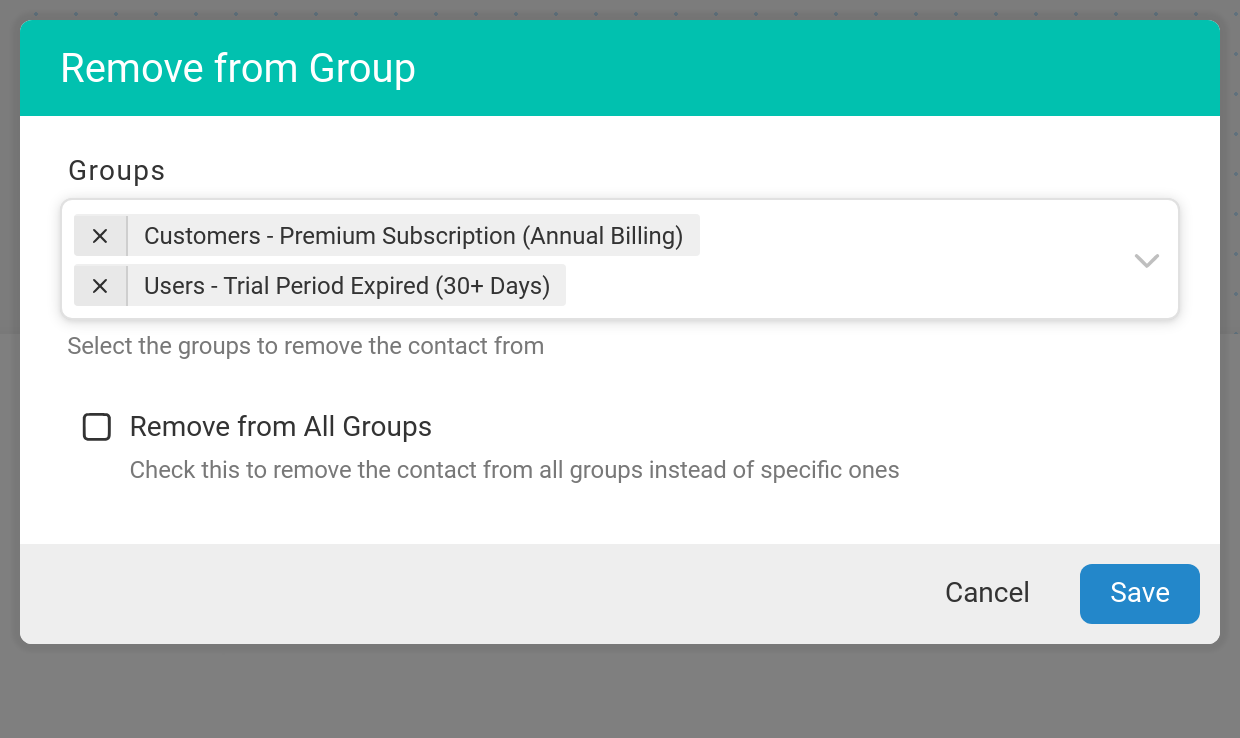 Remove from Group
Groups
Customers - Premium Subscription (Annual Billing)
Users - Trial Period Expired (30+ Days)
Select the groups to remove the contact from
Remove from All Groups
Check this to remove the contact from all groups instead of specific ones
Cancel
Save